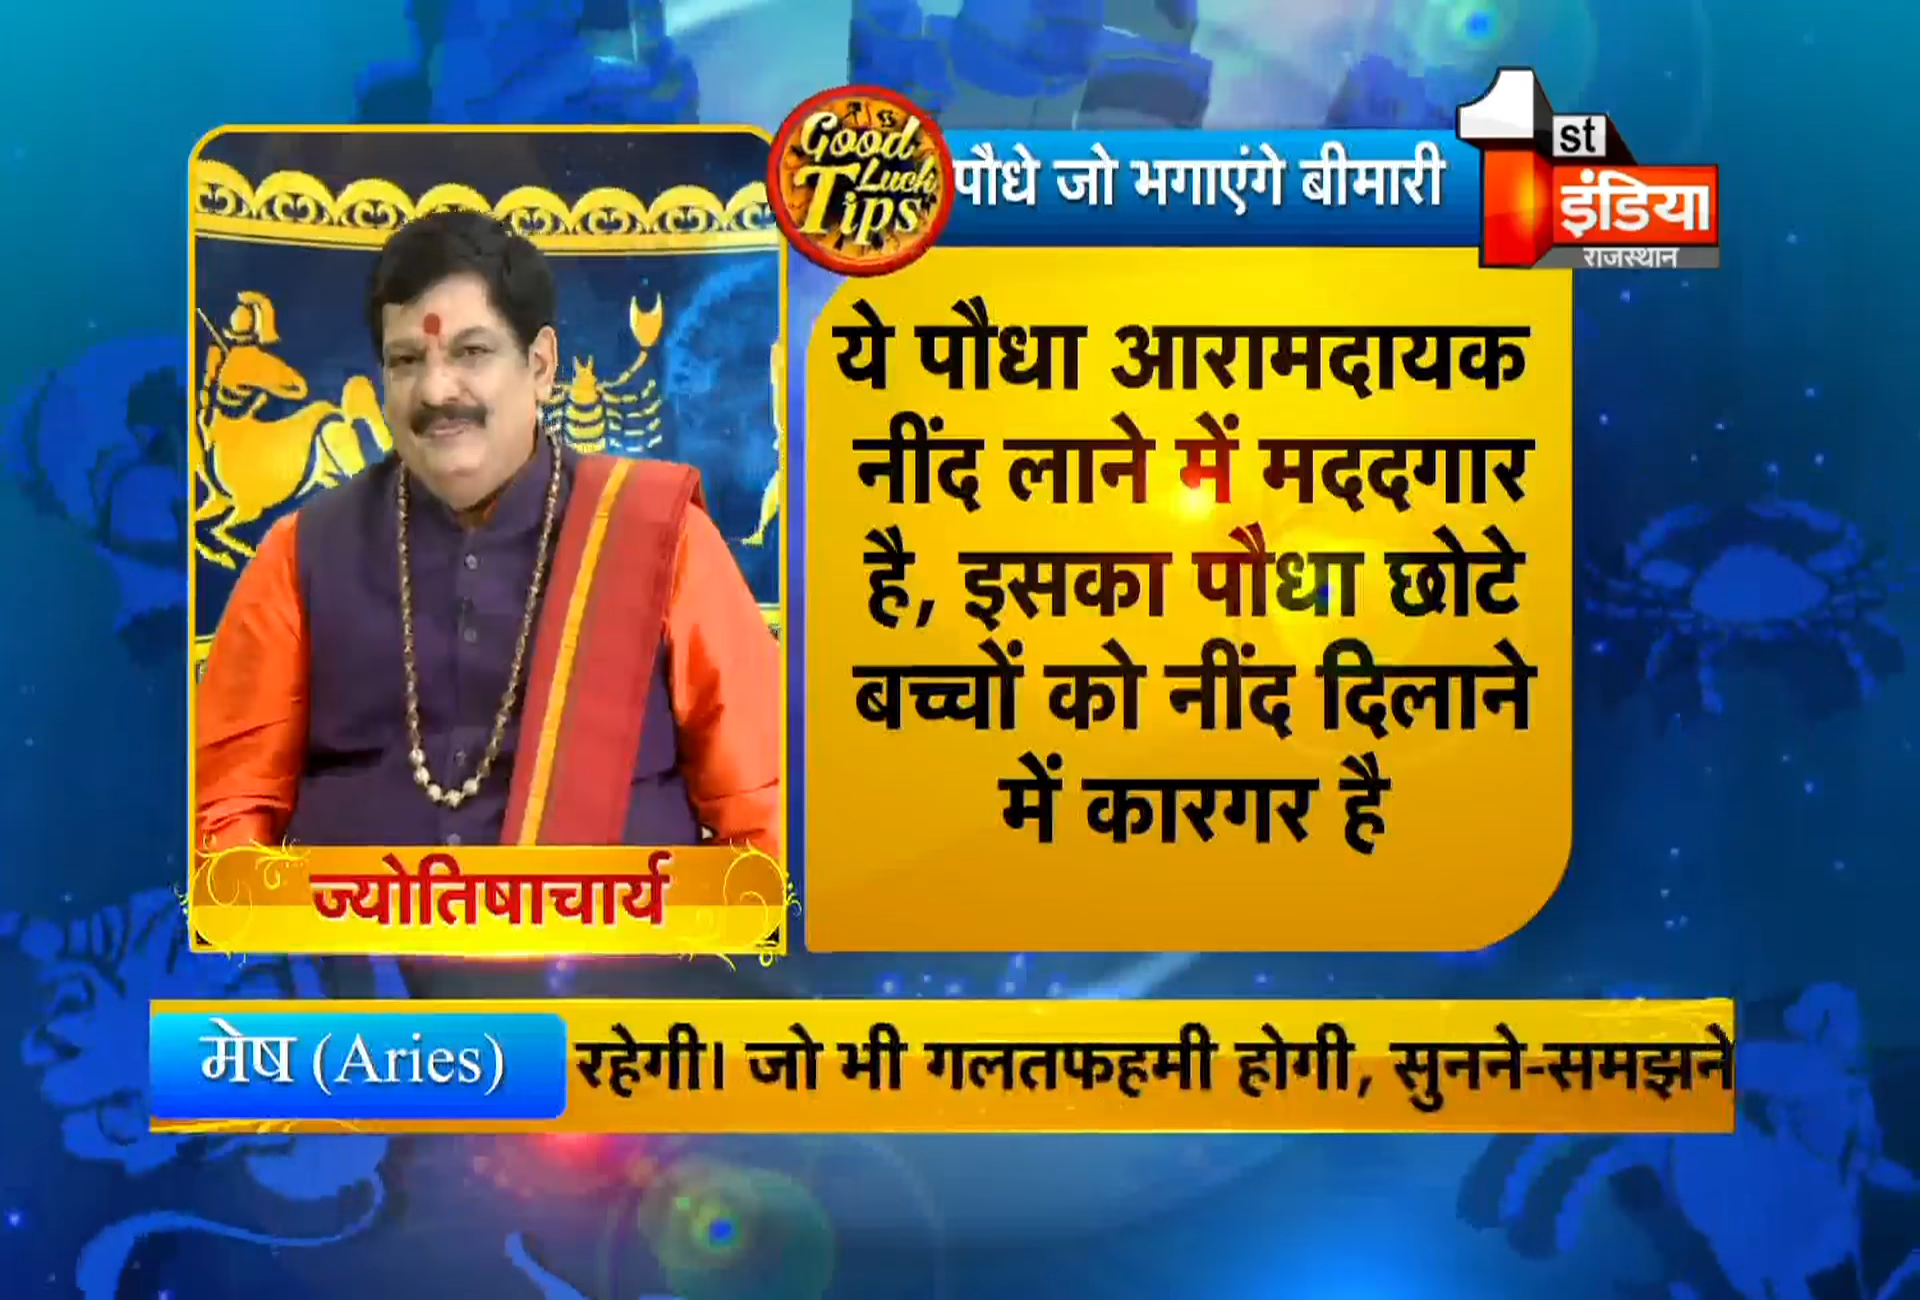 Good
Luck
Tips
पौधे जो भगाएंगे बीमारी
1st
इंडिया
राजस्थान
ये पौधा आरामदायक
नींद लाने में मददगार
है, इसका पौधा छोटे
बच्चों को नींद दिलाने
में कारगर है
ज्योतिषाचार्य
मेष (Aries)
रहेगी। जो भी गलतफहमी होगी, सुनने-समझने